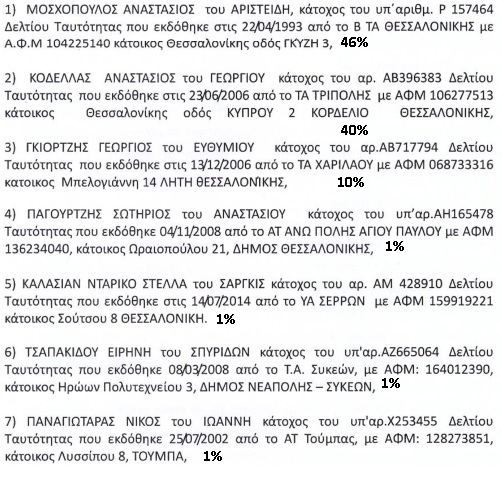 1) ΜΟΣΧΟΠΟΥΛΟΣ ΑΝΑΣΤΑΣΙΟΣ του ΑΡΙΣΤΕΙΔΗ, κάτοχος του υπ΄αριθμ. Ρ 157464
Δελτίου Ταυτότητας που εκδόθηκε στις 22/04/1993 από το Β ΤΑ ΘΕΣΣΑΛΟΝΙΚΗΣ με
Α.Φ.Μ 104225140 κάτοικος Θεσσαλονίκης οδός ΓΚΥΖΗ 3, 46%
2) ΚΟΔΕΛΛΑΣ ΑΝΑΣΤΑΣΙΟΣ του ΓΕΩΡΓΙΟΥ κάτοχος του αρ. ΑΒ396383 Δελτίου
Ταυτότητας που εκδόθηκε στις 23/06/2006 από το ΤΑ ΤΡΙΠΟΛΗΣ με ΑΦΜ 106277513
κάτοικος Θεσσαλονίκης οδός ΚΥΠΡΟΥ 2 ΚΟΡΔΕΛΙΟ ΘΕΣΣΑΛΟΝΙΚΗΣ,
40%
3) ΓΚΙΟΡΤΖΗΣ ΓΕΩΡΓΙΟΣ του ΕΥΘΥΜΙΟΥ κάτοχος του αρ.ΑΒ717794 Δελτίου
Ταυτότητας που εκδόθηκε στις 13/12/2006 από το ΤΑ ΧΑΡΙΛΑΟΥ με ΑΦΜ 068733316
κατοικος Μπελογιάννη 14 ΛΗΤΗ ΘΕΣΣΑΛΟΝΙΚΗΣ, 10%
4) ΠΑΓΟΥΡΤΖΗΣ ΣΩΤΗΡΙΟΣ του ΑΝΑΣΤΑΣΙΟΥ κάτοχος του υπ’αρ.ΑΗ165478
Ταυτότητας που εκδόθηκε 04/11/2008 από το ΑΤ ΑΝΩ ΠΟΛΗΣ ΑΓΙΟΥ ΠΑΥΛΟΥ με ΑΦΜ
136234040, κάτοικος Ωραιοπούλου 21, ΔΗΜΟΣ ΘΕΣΣΑΛΟΝΙΚΗΣ, 1%
5) ΚΑΛΑΣΙΑΝ ΝΤΑΡΙΚΟ ΣΤΕΛΛΑ του ΣΑΡΓΚΙΣ κάτοχος του αρ. ΑΜ 428910 Δελτίου
Ταυτότητας που εκδόθηκε στις 14/07/2014 από το ΥΑ ΣΕΡΡΩΝ με ΑΦΜ 159919221
κάτοικος Σούτσου 8 ΘΕΣΣΑΛΟΝΙΚΗ. 1%
6) ΤΣΑΠΑΚΙΔΟΥ ΕΙΡΗΝΗ του ΣΠΥΡΙΔΩΝ κάτοχος του υπ'αρ.ΑΖ665064 Δελτίου
Ταυτότητας που εκδόθηκε 08/03/2008 από το Τ.Α. Συκεών, με ΑΦΜ: 164012390,
κάτοικος Ηρώων Πολυτεχνείου 3, ΔΗΜΟΣ ΝΕΑΠΟΛΗΣ – ΣΥΚΕΩΝ, 1%
7) ΠΑΝΑΓΙΩΤΑΡΑΣ ΝΙΚΟΣ του ΙΩΑΝΝΗ κάτοχος του υπ'αρ.Χ253455 Δελτίου
Ταυτότητας που εκδόθηκε 25/07/2002 από το ΑΤ Τούμπας, με ΑΦΜ: 128273851,
κάτοικος Λυσσίπου 8, ΤΟΥΜΠΑ, 1%